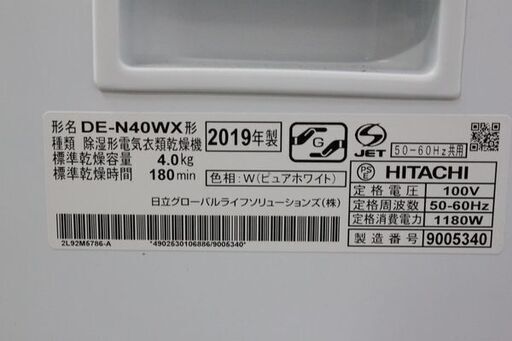 形名 DE-N40WX形
種類 除湿形電気衣類乾燥機
標準乾燥容量 4.0kg
標準乾燥時間 180min
2019年製
G
S
JET
50-60Hz共用
色相:W(ピュアホワイト)
PS
E
HITACHI
定格電圧 100V
定格周波数 50-60Hz
定格消費電力 1180W
製造番号 9005340
日立グローバルライフソリューションズ(株)
2L92M5786-A
*4902530106886/9005340*